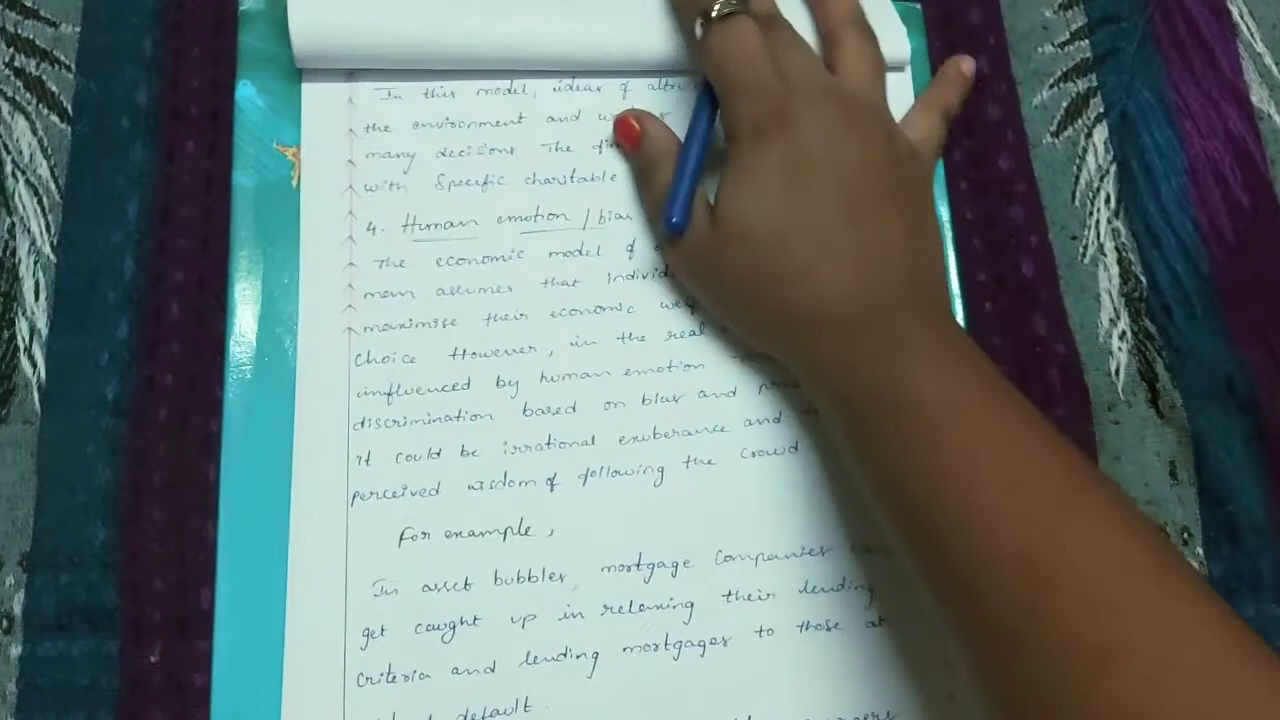 In this model, ideas of
the environment and
many decisions The
with Specific charitable
4. Human emotion / bias
The economic model of
man assumes that
maximise their economic
choice However, in the real
influenced by human emotion
discrimination based on bias and
it could be irrational exuberance and
perceived wisdom of following the crowd
For example,
In asset bubbles, mortgage companies
get caught up in relaxing their lending
criteria and lending mortgages to those at
default.